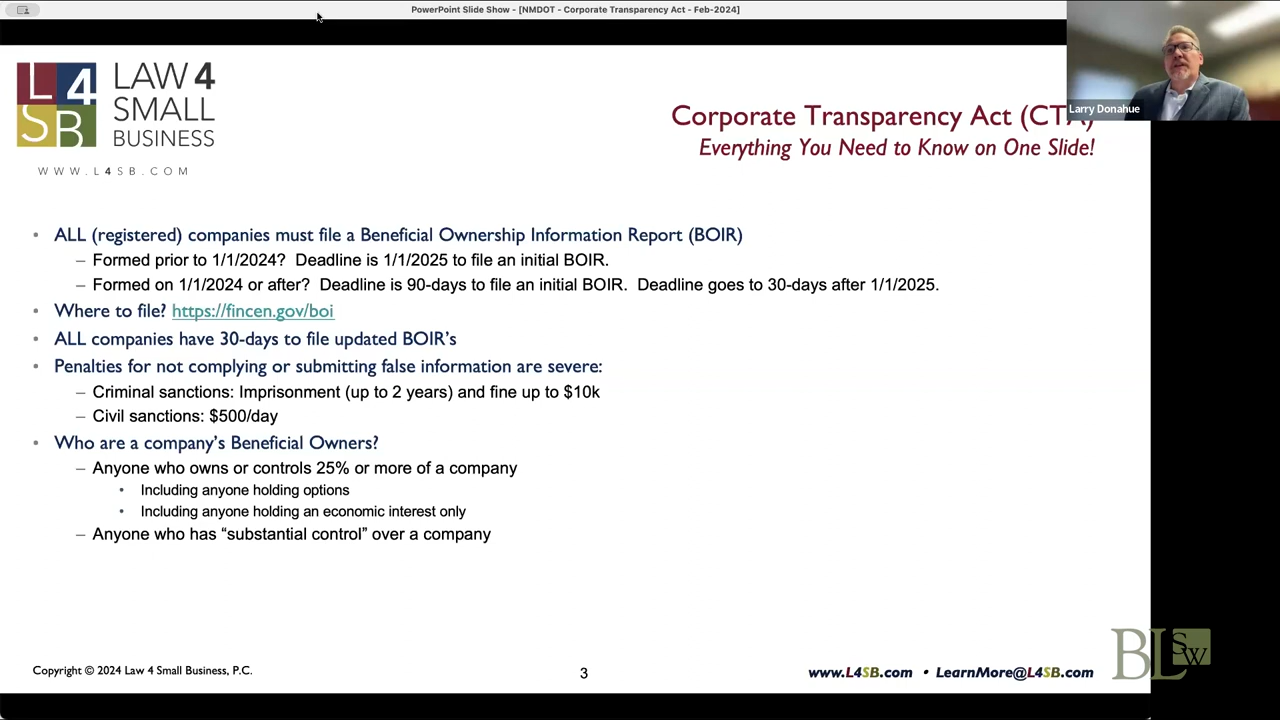 PowerPoint Slide Show - [NMDOT - Corporate Transparency Act - Feb-2024]
Larry Donahue
L4SB
LAW 4
SMALL
BUSINESS
WWW.L4SB.COM
Corporate Transparency Act (CTA)
Everything You Need to Know on One Slide!
• ALL (registered) companies must file a Beneficial Ownership Information Report (BOIR)
– Formed prior to 1/1/2024? Deadline is 1/1/2025 to file an initial BOIR.
– Formed on 1/1/2024 or after? Deadline is 90-days to file an initial BOIR. Deadline goes to 30-days after 1/1/2025.
• Where to file? https://fincen.gov/boi
• ALL companies have 30-days to file updated BOIR's
• Penalties for not complying or submitting false information are severe:
– Criminal sanctions: Imprisonment (up to 2 years) and fine up to $10k
– Civil sanctions: $500/day
• Who are a company's Beneficial Owners?
– Anyone who owns or controls 25% or more of a company
• Including anyone holding options
• Including anyone holding an economic interest only
– Anyone who has "substantial control" over a company
Copyright © 2024 Law 4 Small Business, P.C.
3
www.L4SB.com • LearnMore@L4SB.com
BLSW